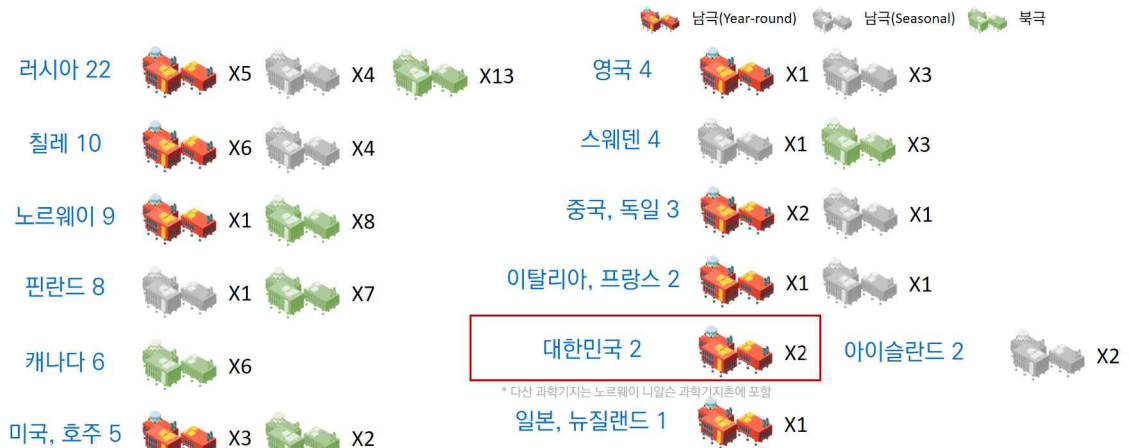 남극(Year-round) 남극(Seasonal) 북극
러시아 22 X5 X4 X13
영국 4 X1 X3
칠레 10 X6 X4
스웨덴 4 X1 X3
노르웨이 9 X1 X8
중국, 독일 3 X2 X1
핀란드 8 X1 X7
이탈리아, 프랑스 2 X1 X1
대한민국 2 X2
아이슬란드 2 X2
캐나다 6 X6
* 다산 과학기지는 노르웨이 니알슨 과학기지촌에 포함
미국, 호주 5 X3 X2
일본, 뉴질랜드 1 X1